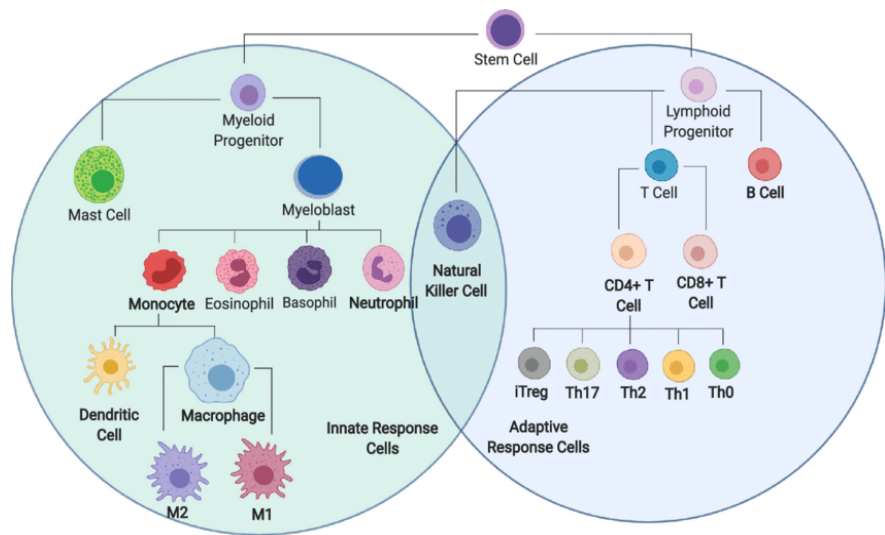 Stem Cell
Myeloid
Progenitor
Lymphoid
Progenitor
Mast Cell
Myeloblast
T Cell
B Cell
Monocyte
Eosinophil
Basophil
Neutrophil
Natural
Killer Cell
CD4+ T
Cell
CD8+ T
Cell
Dendritic
Cell
Macrophage
iTreg
Th17
Th2
Th1
Th0
Innate Response
Cells
Adaptive
Response Cells
M2
M1